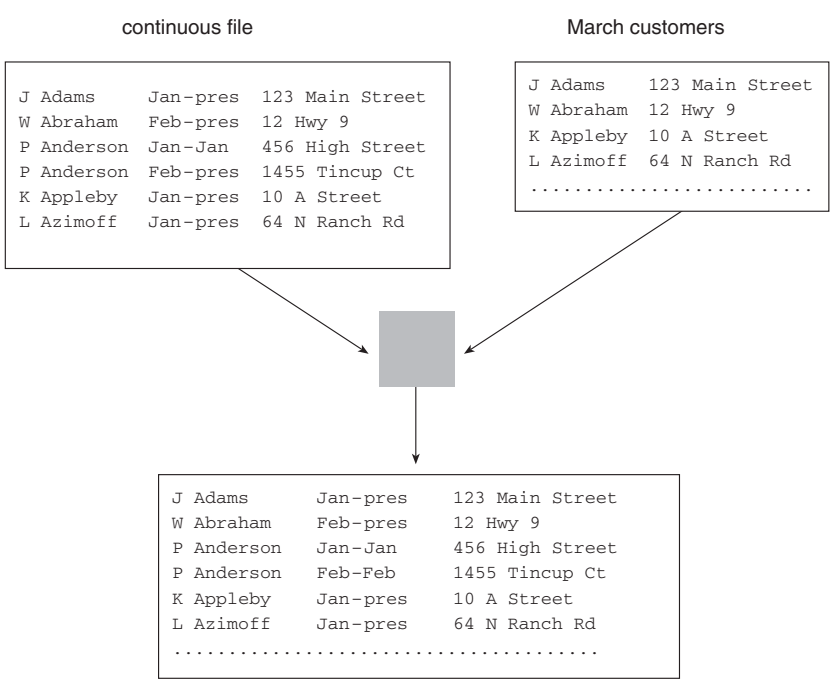 continuous file
J Adams Jan-pres 123 Main Street
W Abraham Feb-pres 12 Hwy 9
P Anderson Jan-Jan 456 High Street
P Anderson Feb-pres 1455 Tincup Ct
K Appleby Jan-pres 10 A Street
L Azimoff Jan-pres 64 N Ranch Rd
March customers
J Adams 123 Main Street
W Abraham 12 Hwy 9
K Appleby 10 A Street
L Azimoff 64 N Ranch Rd
..........................
J Adams Jan-pres 123 Main Street
W Abraham Feb-pres 12 Hwy 9
P Anderson Jan-Jan 456 High Street
P Anderson Feb-Feb 1455 Tincup Ct
K Appleby Jan-pres 10 A Street
L Azimoff Jan-pres 64 N Ranch Rd
.......................................